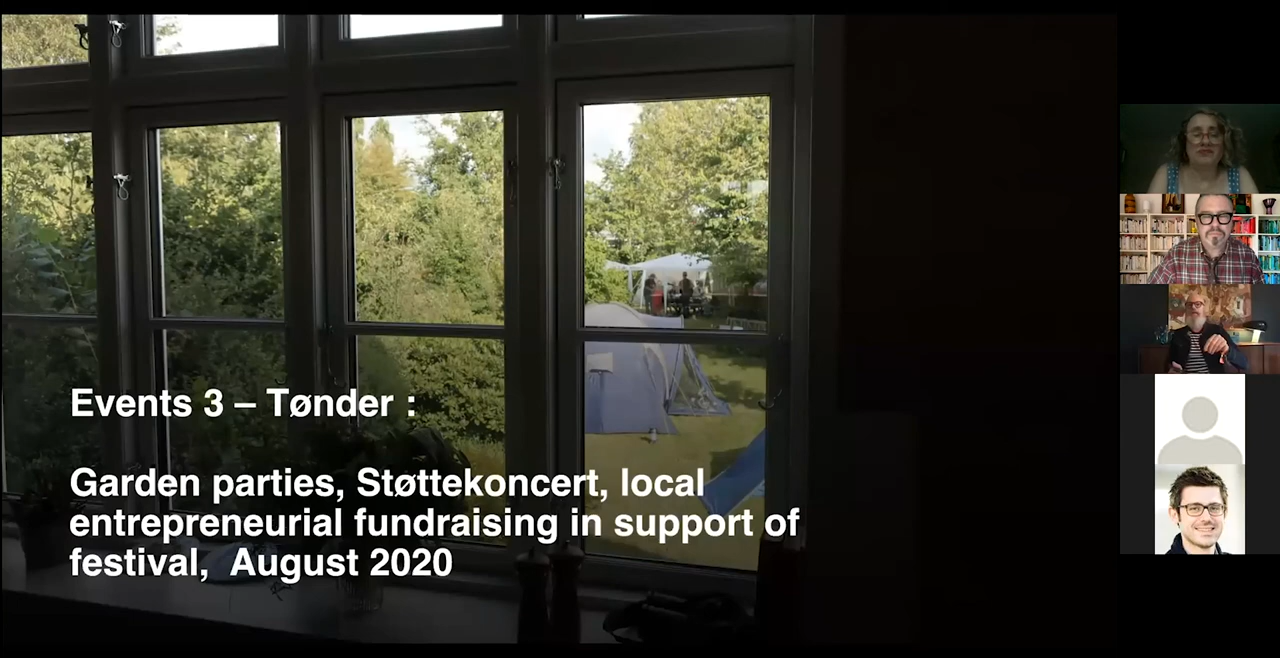 Events 3 – Tønder :
Garden parties, Støttekoncert, local
entrepreneurial fundraising in support of
festival,  August 2020